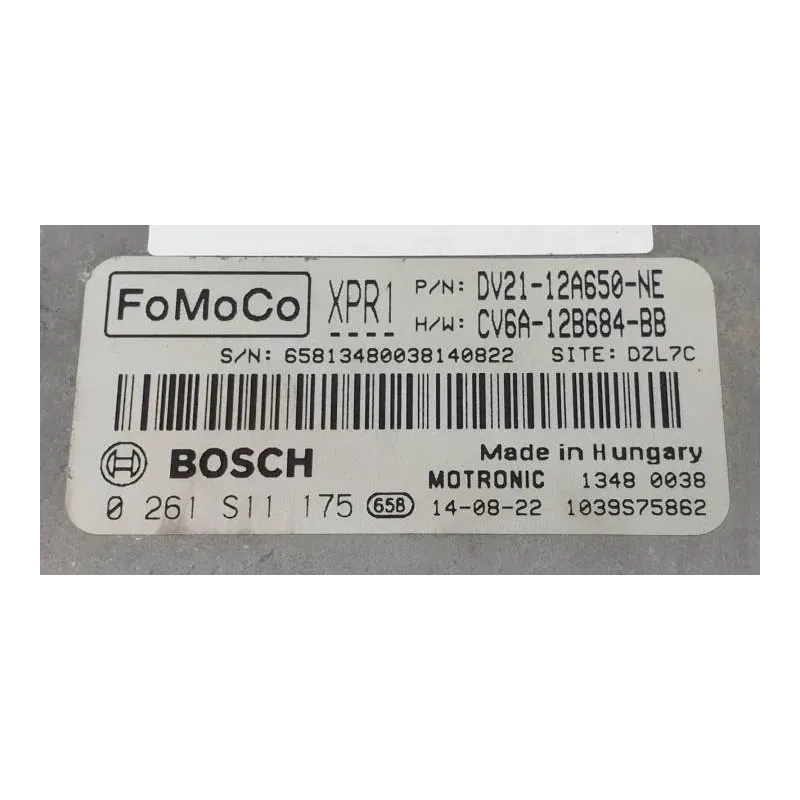 FoMoCo XPR1 P/N: DV21-12A650-NE
H/W: CV6A-12B684-BB
S/N: 65813480038140822 SITE: DZL7C
BOSCH Made in Hungary
MOTRONIC 1348 0038
0 261 S11 175 658 14-08-22 1039S75862